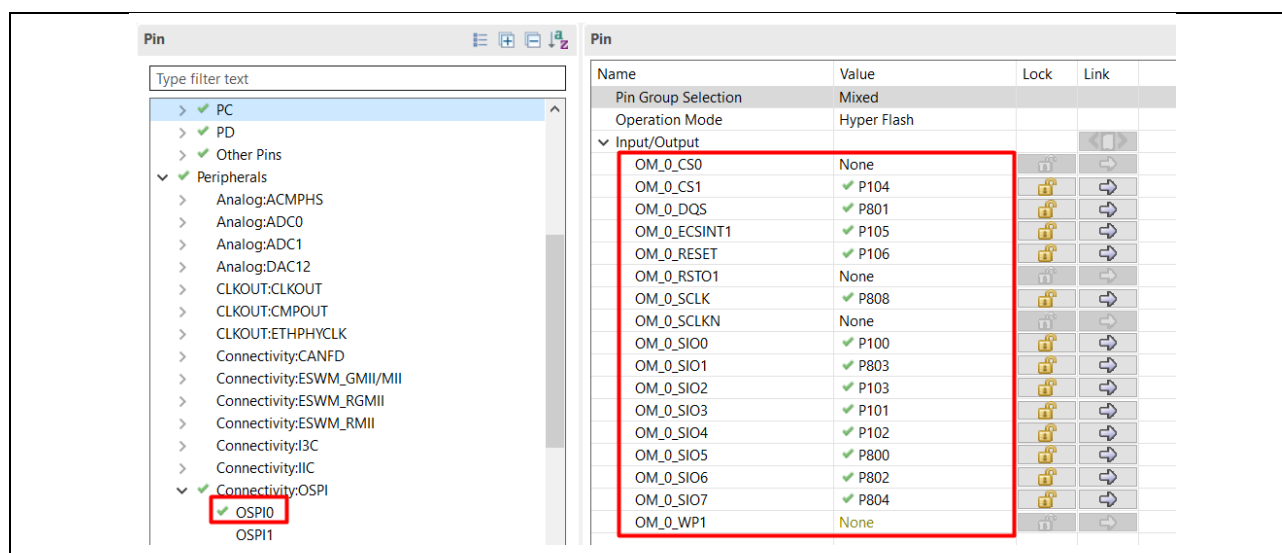 Pin
Type filter text
PC
PD
Other Pins
Peripherals
Analog:ACMPHS
Analog:ADC0
Analog:ADC1
Analog:DAC12
CLKOUT:CLKOUT
CLKOUT:CMPOUT
CLKOUT:ETHPHYCLK
Connectivity:CANFD
Connectivity:ESWM_GMII/MII
Connectivity:ESWM_RGMII
Connectivity:ESWM_RMII
Connectivity:I3C
Connectivity:IIC
Connectivity:OSPI
OSPI0
OSPI1
Pin
Name Value Lock Link
Pin Group Selection Mixed
Operation Mode Hyper Flash
Input/Output
OM_0_CS0 None
OM_0_CS1 P104
OM_0_DQS P801
OM_0_ECSINT1 P105
OM_0_RESET P106
OM_0_RSTO1 None
OM_0_SCLK P808
OM_0_SCLKN None
OM_0_SIO0 P100
OM_0_SIO1 P803
OM_0_SIO2 P103
OM_0_SIO3 P101
OM_0_SIO4 P102
OM_0_SIO5 P800
OM_0_SIO6 P802
OM_0_SIO7 P804
OM_0_WP1 None